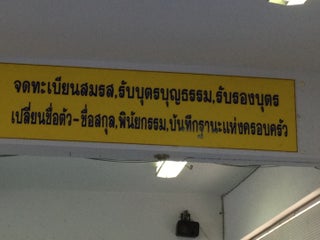 จดทะเบียนสมรส,รับบุตรบุญธรรม,รับรองบุตร
เปลี่ยนชื่อตัว-ชื่อสกุล,พินัยกรรม,บันทึกฐานะแห่งครอบครัว